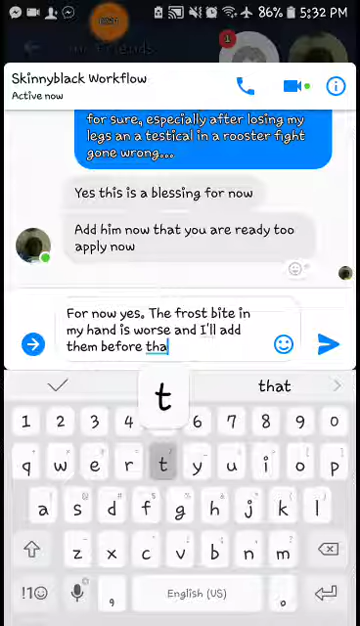 86% 5:32 PM
1
Skinnyblack Workflow
Active now
for sure, especially after losing my
legs an a testical in a rooster fight
gone wrong...
Yes this is a blessing for now
Add him now that you are ready too
apply now
For now yes. The frost bite in
my hand is worse and I'll add
them before tha
t
that
1 2 3 4 6 7 8 9 0
q w e r t y u i o p
a s d f g h j k l
z x c v b n m
!1☺ , English (US) .